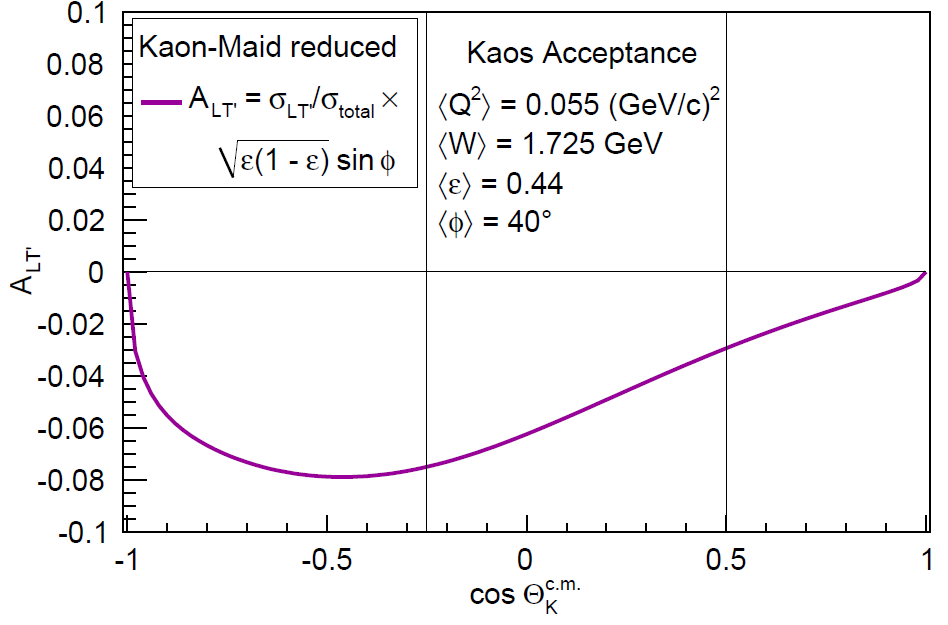 0.1
0.08
0.06
0.04
0.02
0
-0.02
-0.04
-0.06
-0.08
-0.1
A_LT'
Kaon-Maid reduced
A_LT' = σ_LT'/σ_total ×
√ε(1 - ε) sin ϕ
Kaos Acceptance
⟨Q²⟩ = 0.055 (GeV/c)²
⟨W⟩ = 1.725 GeV
⟨ε⟩ = 0.44
⟨ϕ⟩ = 40°
-1
-0.5
0
0.5
1
cos Θ_K^c.m.